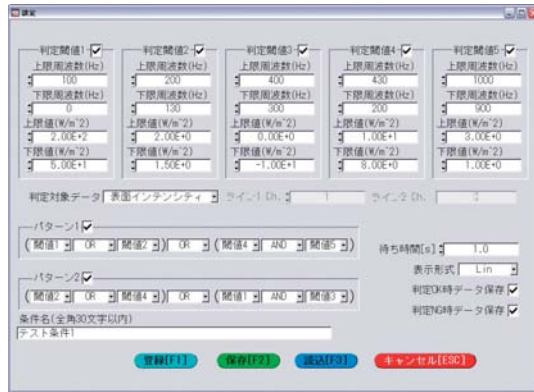 設定
判定閾値1 判定閾値2 判定閾値3 判定閾値4 判定閾値5
上限周波数(Hz) 上限周波数(Hz) 上限周波数(Hz) 上限周波数(Hz) 上限周波数(Hz)
100 200 400 430 1000
下限周波数(Hz) 下限周波数(Hz) 下限周波数(Hz) 下限周波数(Hz) 下限周波数(Hz)
0 130 300 200 900
上限値(W/m^2) 上限値(W/m^2) 上限値(W/m^2) 上限値(W/m^2) 上限値(W/m^2)
2.00E+2 2.00E+0 0.00E+0 1.00E+1 3.00E+0
下限値(W/m^2) 下限値(W/m^2) 下限値(W/m^2) 下限値(W/m^2) 下限値(W/m^2)
5.00E+1 1.50E+0 -1.00E+1 8.00E+0 1.00E+0
判定対象データ 表面インテンシティ ライン-1 Ch. 1 ライン-2 Ch.
パターン1
(閾値1 OR 閾値2) OR (閾値4 AND 閾値5)
待ち時間[s] 1.0
表示形式 Lin
パターン2
(閾値2 OR 閾値4) OR (閾値1 AND 閾値3)
判定OK時データ保存
判定NG時データ保存
条件名(全角30文字以内)
テスト条件1
登録[F1] 保存[F2] 読込[F3] キャンセル[ESC]